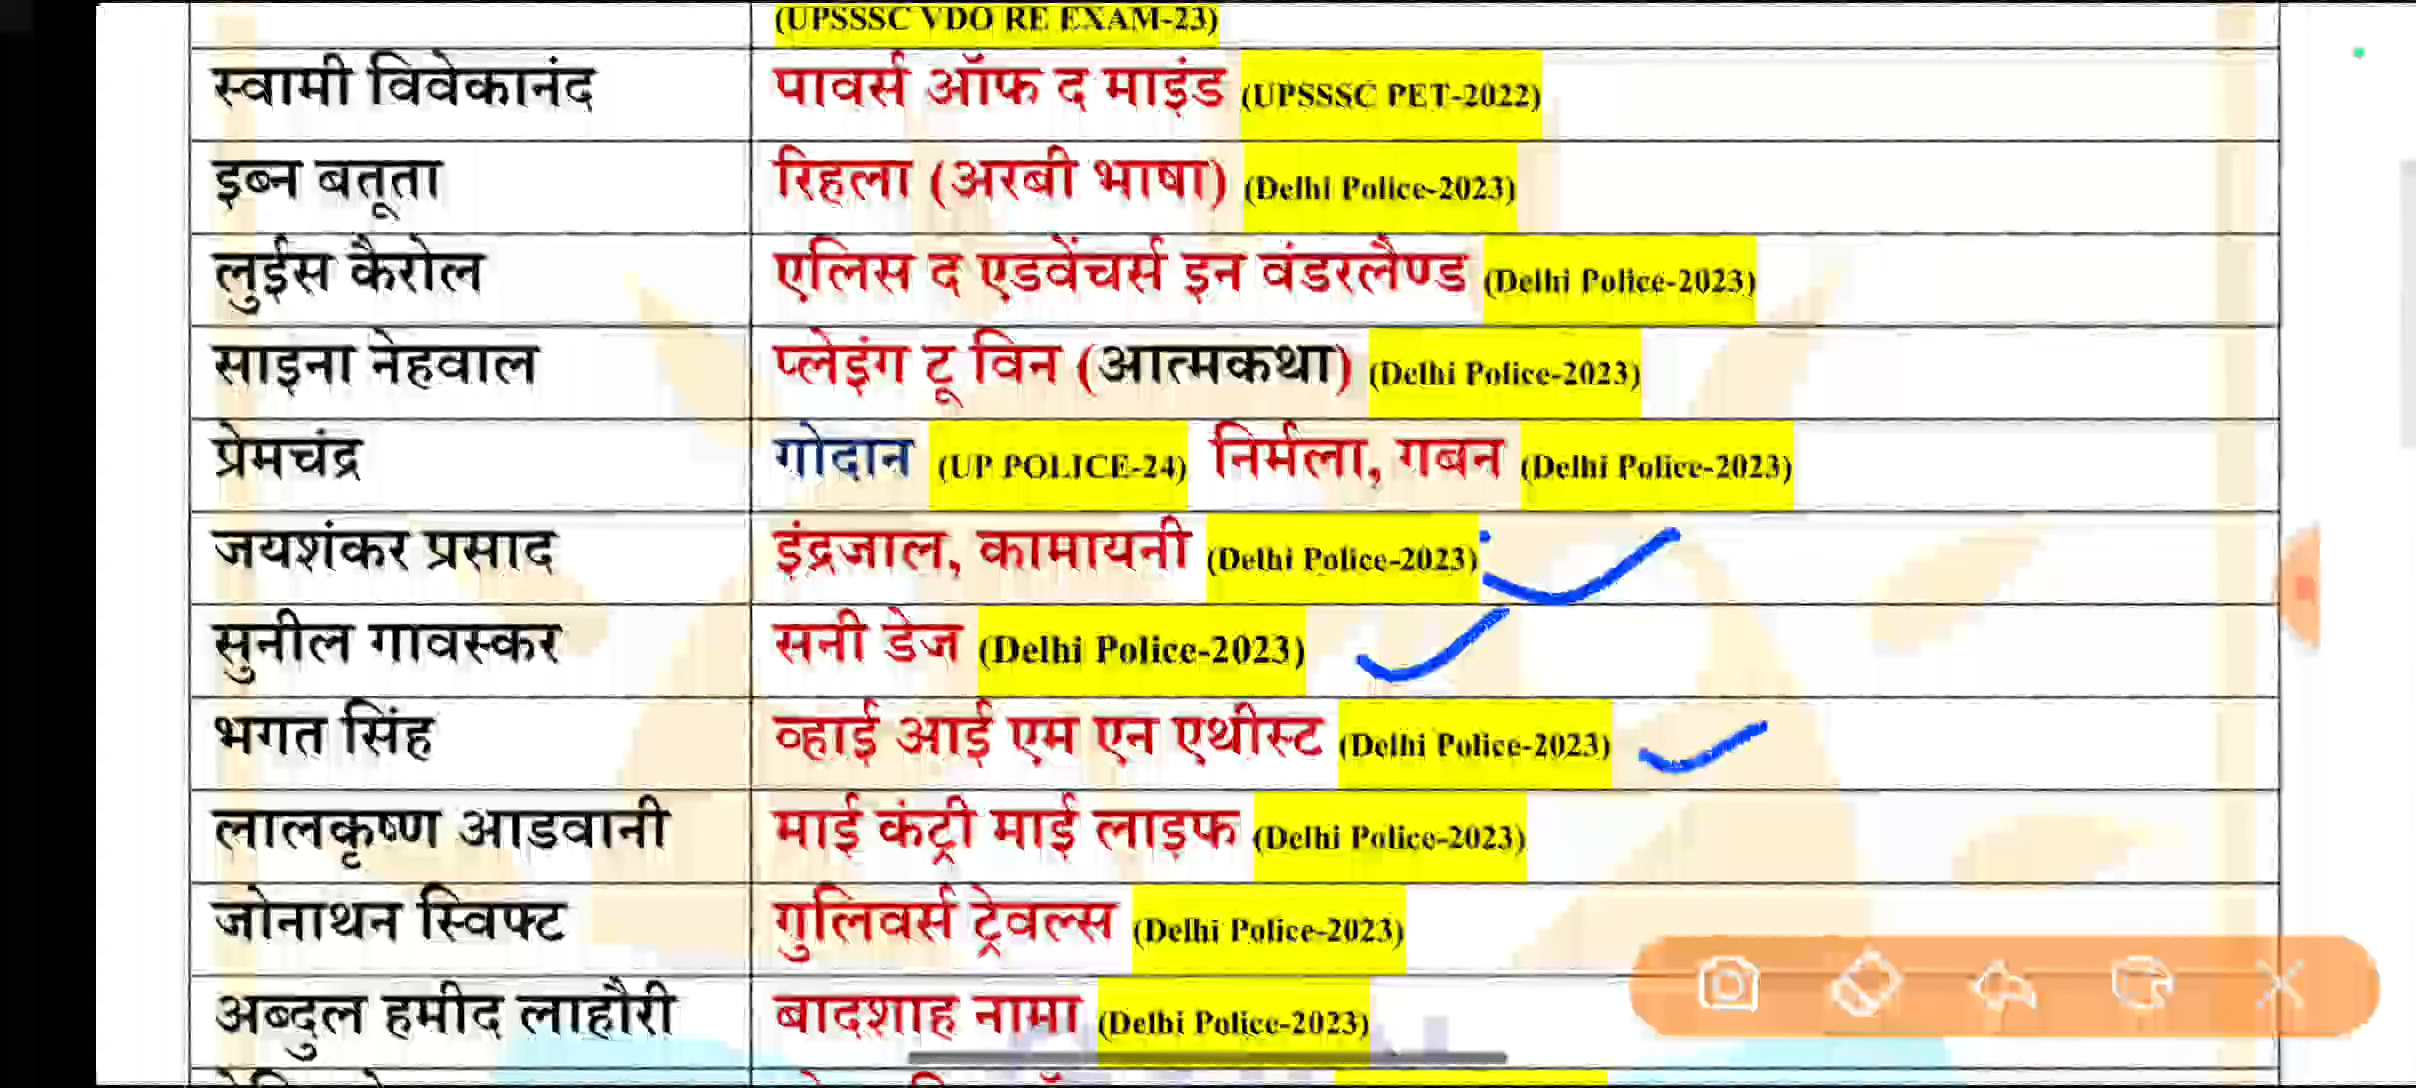 (UPSSSC VDO RE EXAM-23)
स्वामी विवेकानंद पावर्स ऑफ द माइंड (UPSSSC PET-2022)
इब्न बतूता रिहला (अरबी भाषा) (Delhi Police-2023)
लुईस कैरोल एलिस द एडवेंचर्स इन वंडरलैण्ड (Delhi Police-2023)
साइना नेहवाल प्लेइंग टू विन (आत्मकथा) (Delhi Police-2023)
प्रेमचंद्र गोदान (UP POLICE-24) निर्मला, गबन (Delhi Police-2023)
जयशंकर प्रसाद इंद्रजाल, कामायनी (Delhi Police-2023)
सुनील गावस्कर सनी डेज (Delhi Police-2023)
भगत सिंह व्हाई आई एम एन एथीस्ट (Delhi Police-2023)
लालकृष्ण आडवानी माई कंट्री माई लाइफ (Delhi Police-2023)
जोनाथन स्विफ्ट गुलिवर्स ट्रेवल्स (Delhi Police-2023)
अब्दुल हमीद लाहौरी बादशाह नामा (Delhi Police-2023)